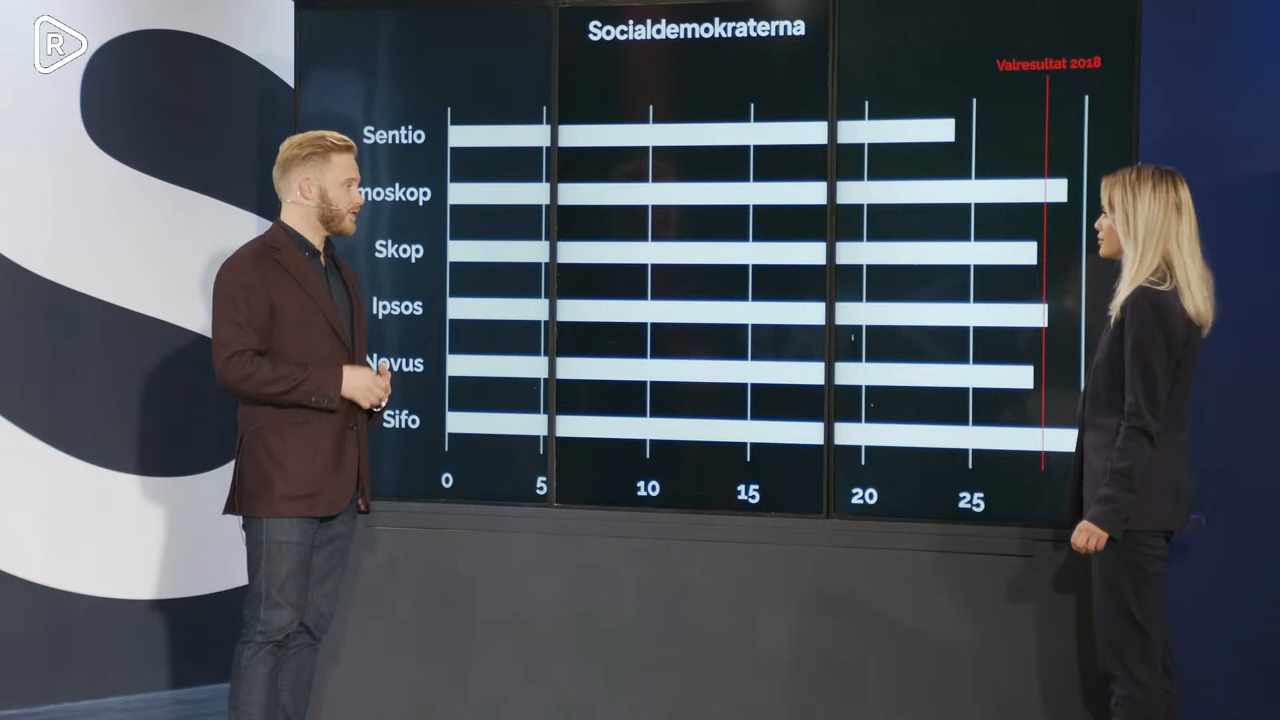 R
Socialdemokraterna
Valresultat 2018
Sentio
moskop
Skop
Ipsos
Novus
Sifo
0 5 10 15 20 25